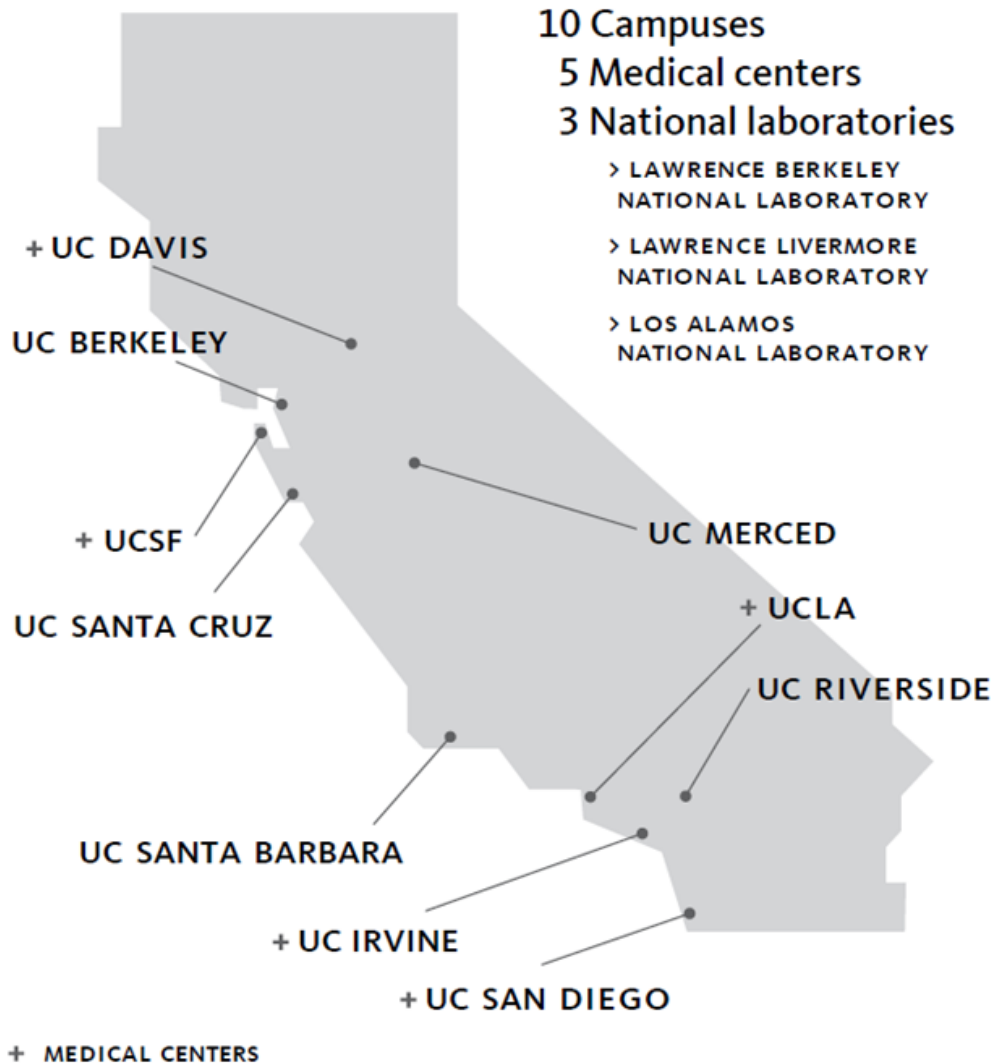 10 Campuses
5 Medical centers
3 National laboratories
> LAWRENCE BERKELEY
NATIONAL LABORATORY
> LAWRENCE LIVERMORE
NATIONAL LABORATORY
> LOS ALAMOS
NATIONAL LABORATORY
+ UC DAVIS
UC BERKELEY
+ UCSF
UC MERCED
UC SANTA CRUZ
+ UCLA
UC RIVERSIDE
UC SANTA BARBARA
+ UC IRVINE
+ UC SAN DIEGO
+ MEDICAL CENTERS